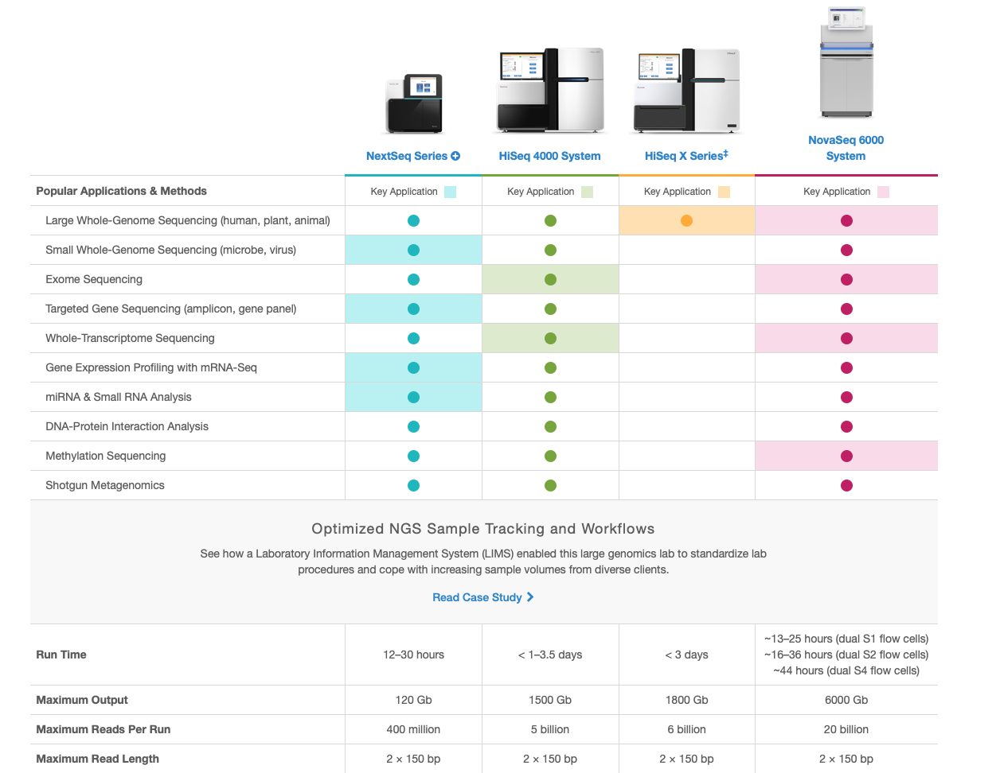 NextSeq Series
HiSeq 4000 System
HiSeq X Series‡
NovaSeq 6000
System
Popular Applications & Methods
Key Application
Key Application
Key Application
Key Application
Large Whole-Genome Sequencing (human, plant, animal)
Small Whole-Genome Sequencing (microbe, virus)
Exome Sequencing
Targeted Gene Sequencing (amplicon, gene panel)
Whole-Transcriptome Sequencing
Gene Expression Profiling with mRNA-Seq
miRNA & Small RNA Analysis
DNA-Protein Interaction Analysis
Methylation Sequencing
Shotgun Metagenomics
Optimized NGS Sample Tracking and Workflows
See how a Laboratory Information Management System (LIMS) enabled this large genomics lab to standardize lab
procedures and cope with increasing sample volumes from diverse clients.
Read Case Study
Run Time
12–30 hours
< 1–3.5 days
< 3 days
~13–25 hours (dual S1 flow cells)
~16–36 hours (dual S2 flow cells)
~44 hours (dual S4 flow cells)
Maximum Output
120 Gb
1500 Gb
1800 Gb
6000 Gb
Maximum Reads Per Run
400 million
5 billion
6 billion
20 billion
Maximum Read Length
2 × 150 bp
2 × 150 bp
2 × 150 bp
2 × 150 bp